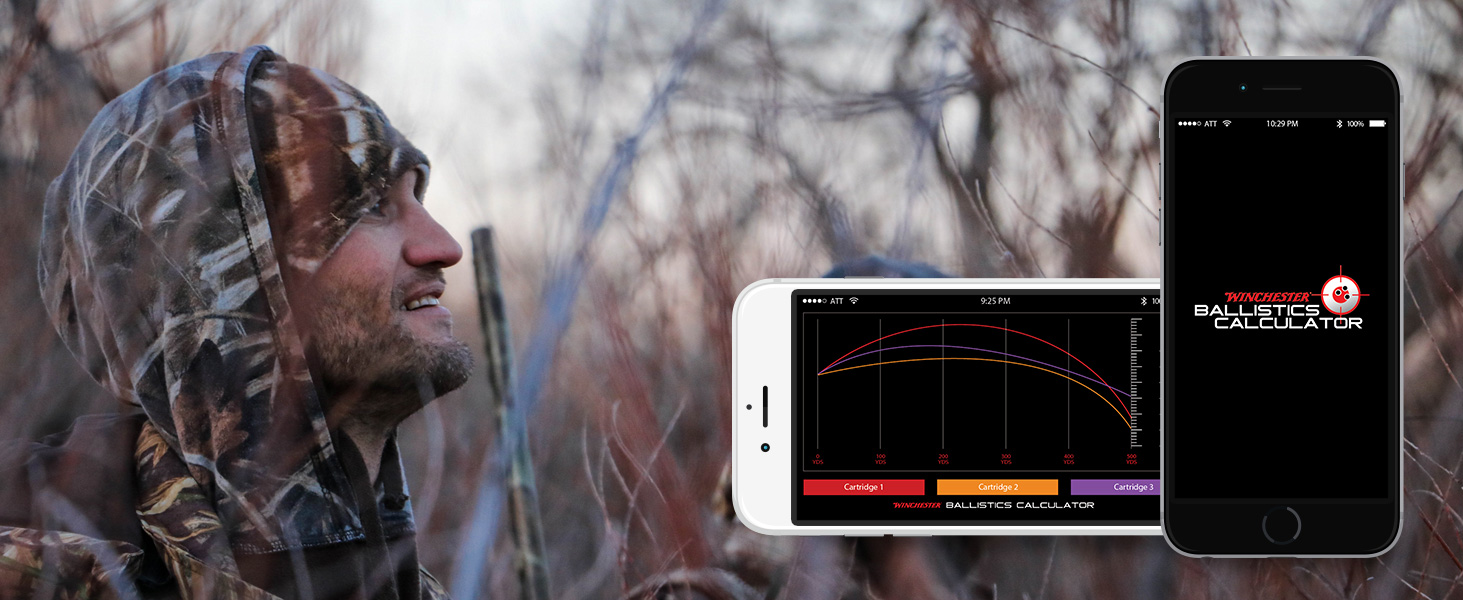 ATT
9:25 PM
0
YDS
100
YDS
200
YDS
300
YDS
400
YDS
500
YDS
Cartridge 1
Cartridge 2
Cartridge 3
WINCHESTER BALLISTICS CALCULATOR
ATT
10:29 PM
100%
WINCHESTER
BALLISTICS
CALCULATOR